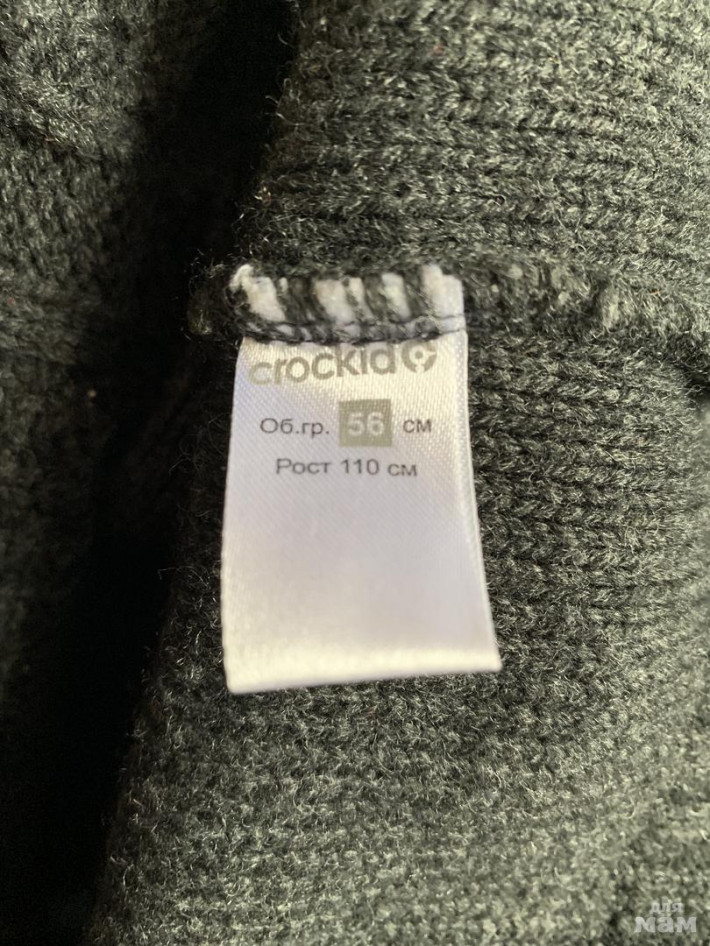 crockid
Об.гр. 56 см
Рост 110 см
для
мам